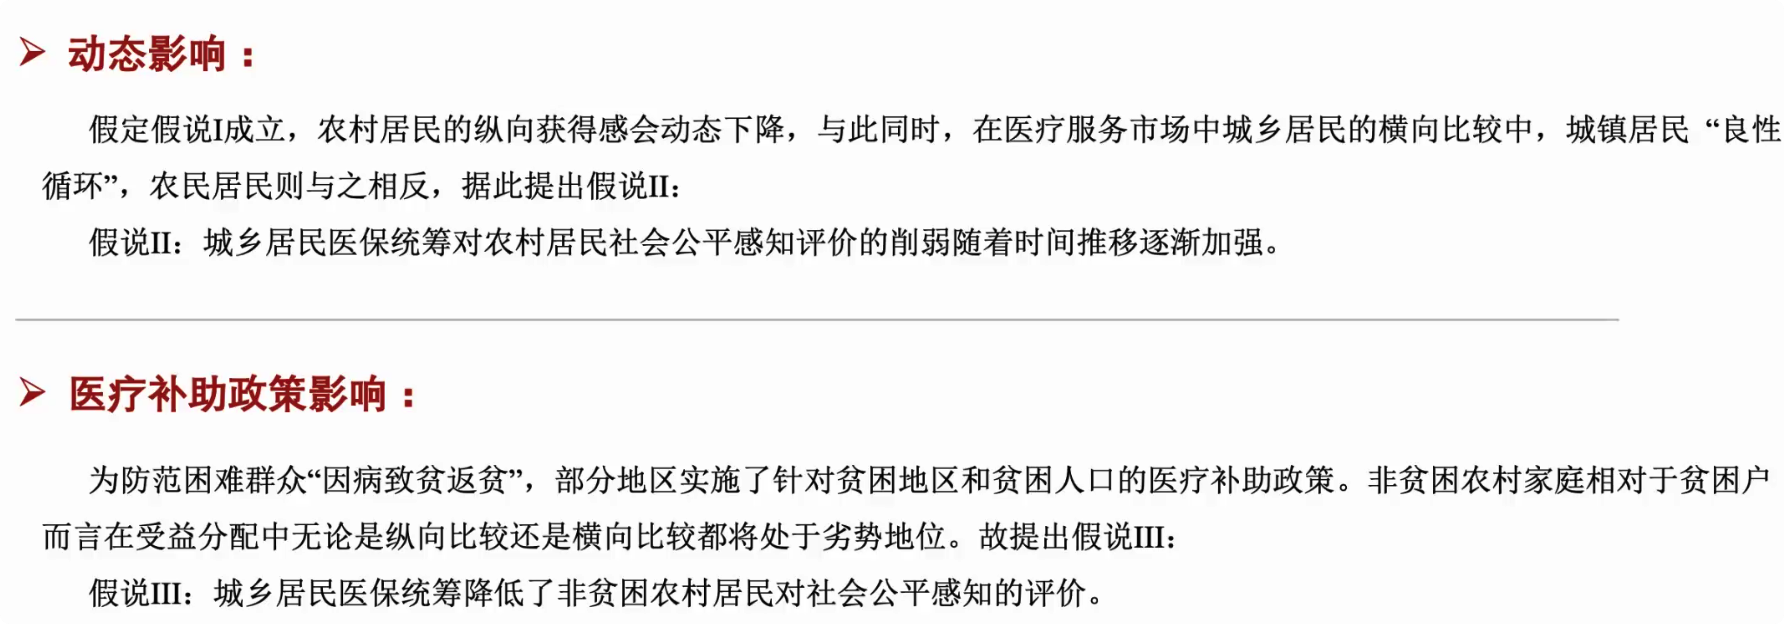 动态影响：
假定假说I成立，农村居民的纵向获得感会动态下降，与此同时，在医疗服务市场中城乡居民的横向比较中，城镇居民“良性
循环”，农民居民则与之相反，据此提出假说II：
假说II：城乡居民医保统筹对农村居民社会公平感知评价的削弱随着时间推移逐渐加强。
医疗补助政策影响：
为防范困难群众“因病致贫返贫”，部分地区实施了针对贫困地区和贫困人口的医疗补助政策。非贫困农村家庭相对于贫困户
而言在受益分配中无论是纵向比较还是横向比较都将处于劣势地位。故提出假说III：
假说III：城乡居民医保统筹降低了非贫困农村居民对社会公平感知的评价。